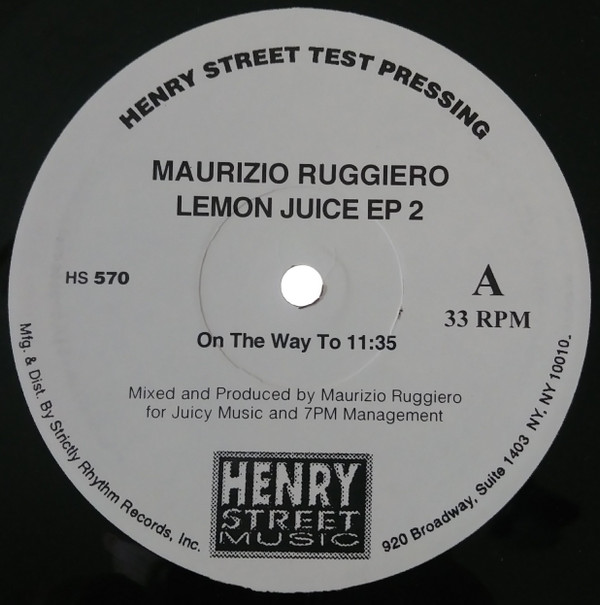 HENRY STREET TEST PRESSING
MAURIZIO RUGGIERO
LEMON JUICE EP 2
HS 570
A
33 RPM
On The Way To 11:35
Mixed and Produced by Maurizio Ruggiero
for Juicy Music and 7PM Management
HENRY
STREET
MUSIC
Mfg. & Dist. By Strictly Rhythm Records, Inc.
920 Broadway, Suite 1403 NY, NY 10010